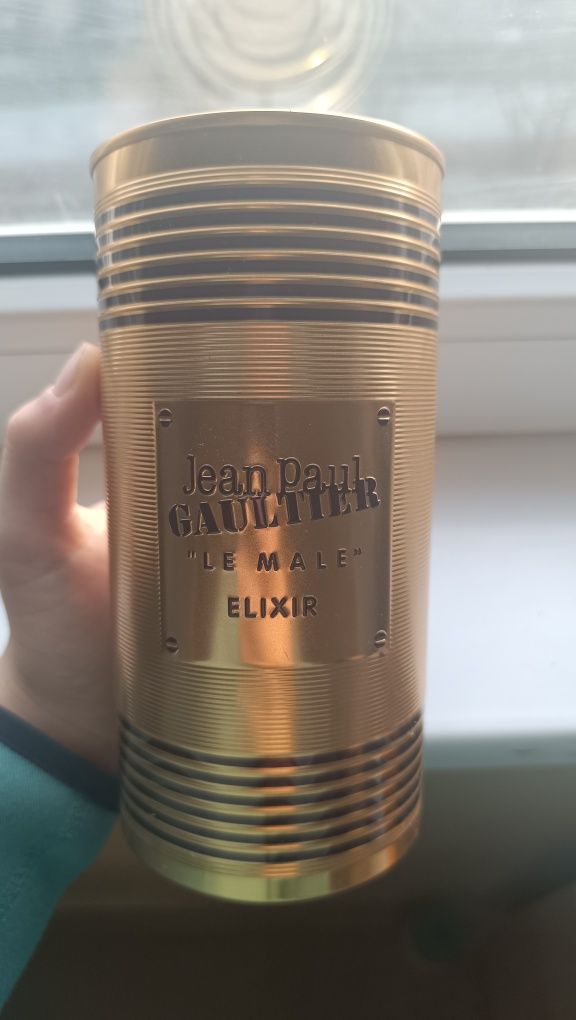 Jean Paul
GAULTIER
"LE MALE"
ELIXIR